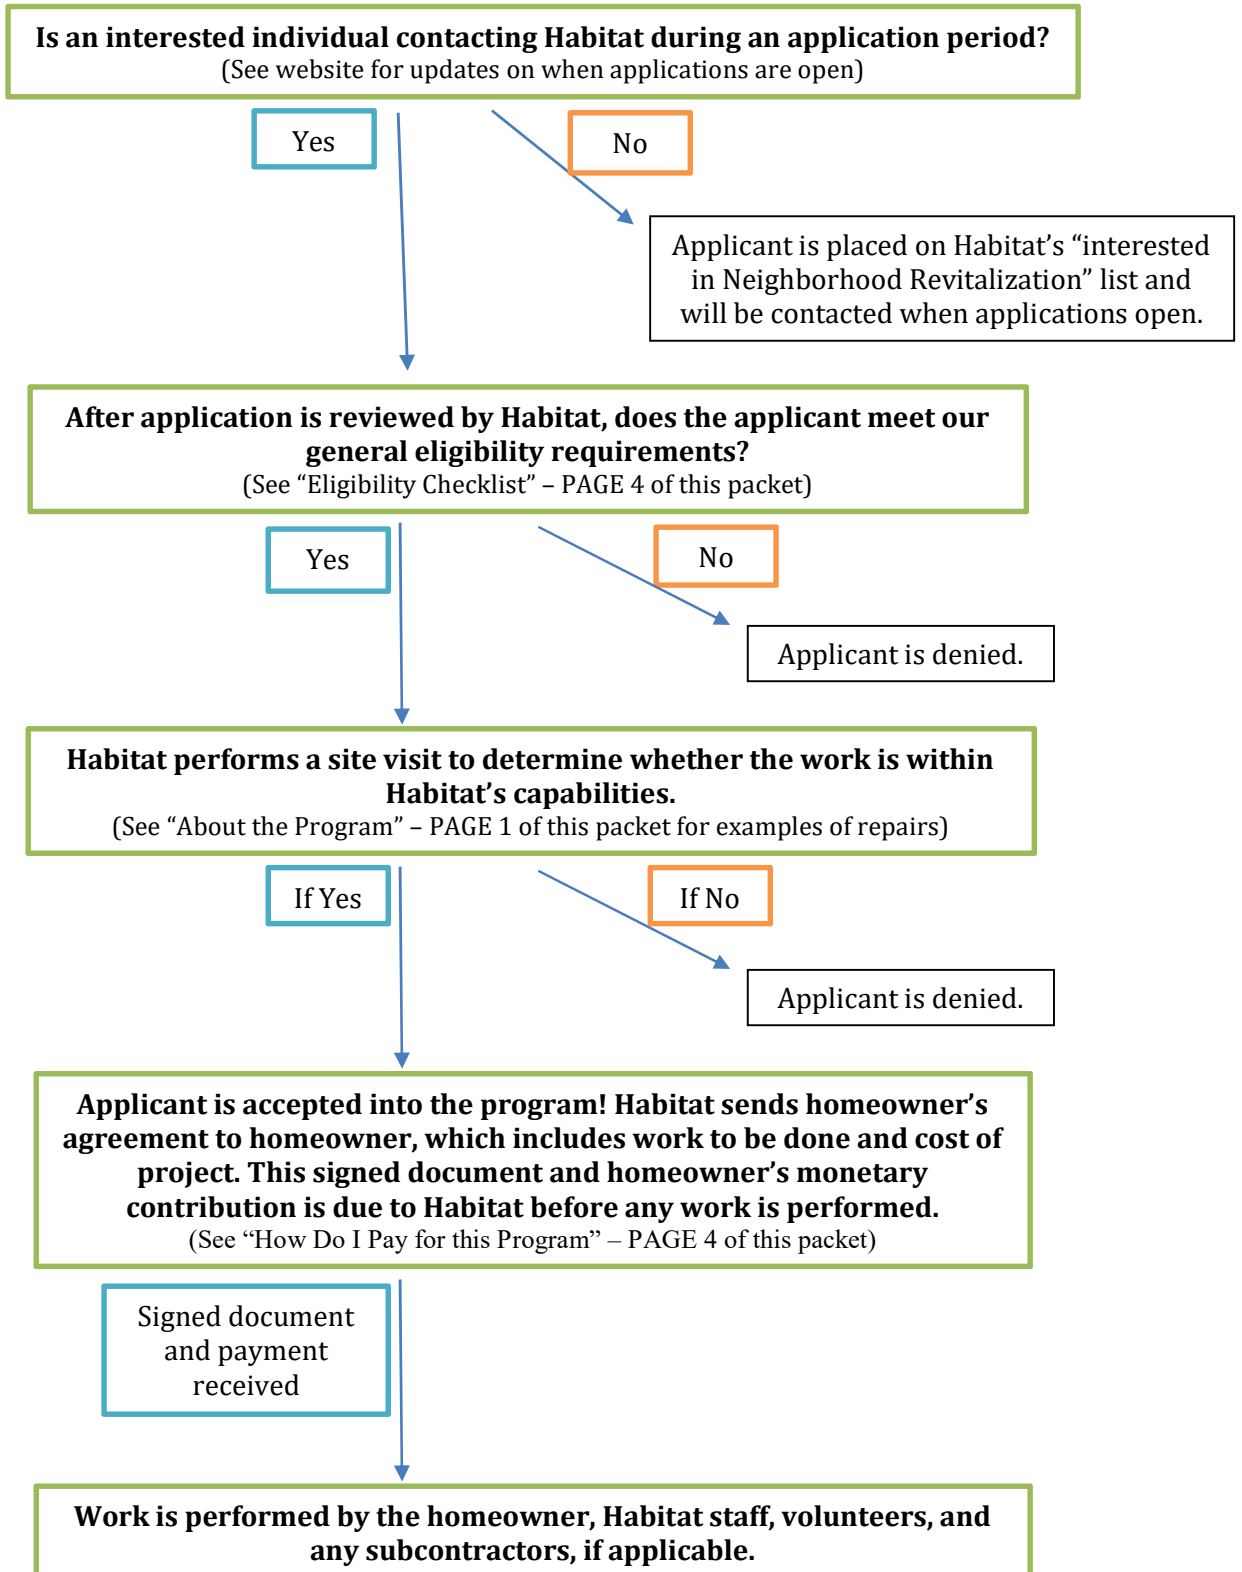 Is an interested individual contacting Habitat during an application period?
(See website for updates on when applications are open)
Yes
No
Applicant is placed on Habitat’s “interested
in Neighborhood Revitalization” list and
will be contacted when applications open.
After application is reviewed by Habitat, does the applicant meet our
general eligibility requirements?
(See “Eligibility Checklist” – PAGE 4 of this packet)
Yes
No
Applicant is denied.
Habitat performs a site visit to determine whether the work is within
Habitat’s capabilities.
(See “About the Program” – PAGE 1 of this packet for examples of repairs)
If Yes
If No
Applicant is denied.
Applicant is accepted into the program! Habitat sends homeowner’s
agreement to homeowner, which includes work to be done and cost of
project. This signed document and homeowner’s monetary
contribution is due to Habitat before any work is performed.
(See “How Do I Pay for this Program” – PAGE 4 of this packet)
Signed document
and payment
received
Work is performed by the homeowner, Habitat staff, volunteers, and
any subcontractors, if applicable.